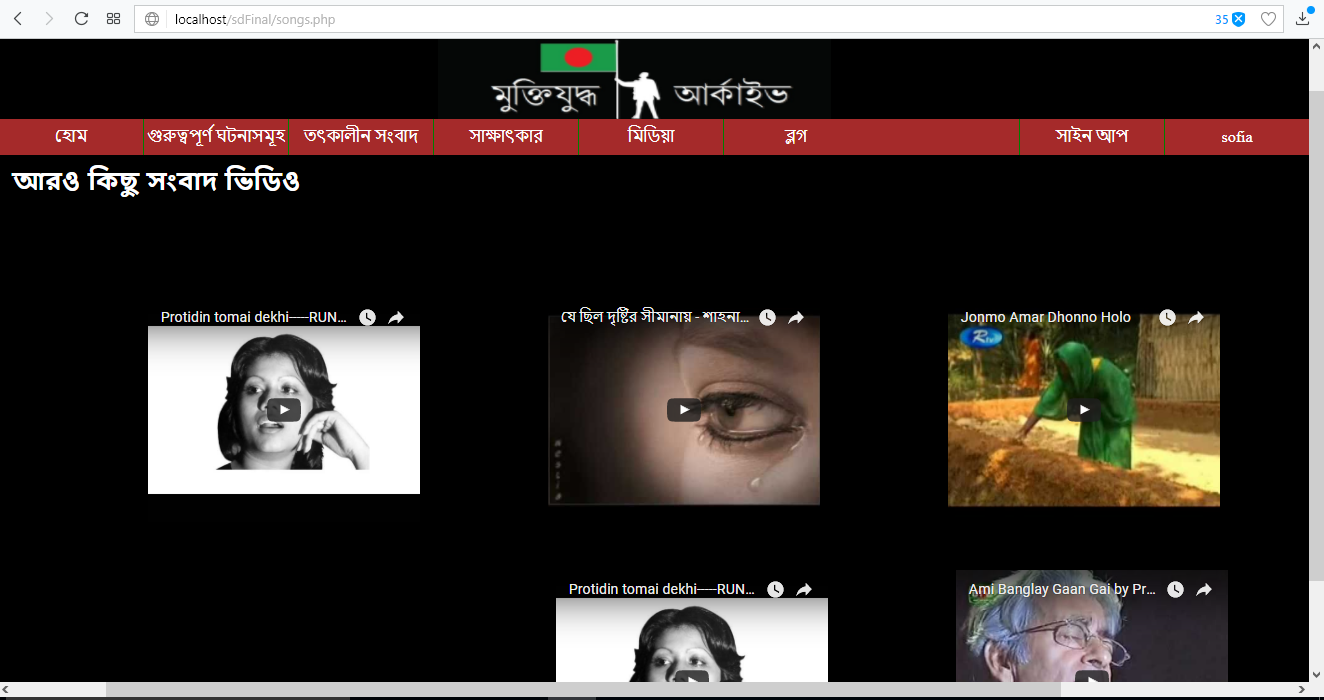 localhost/sdFinal/songs.php
35
মুক্তিযুদ্ধ আর্কাইভ
হোম গুরুত্বপূর্ণ ঘটনাসমূহ তৎকালীন সংবাদ সাক্ষাৎকার মিডিয়া ব্লগ সাইন আপ sofia
আরও কিছু সংবাদ ভিডিও
Protidin tomai dekhi-----RUN...
যে ছিল দৃষ্টির সীমানায় - শাহনা...
Jonmo Amar Dhonno Holo
Rtv
Protidin tomai dekhi-----RUN...
Ami Banglay Gaan Gai by Pr...